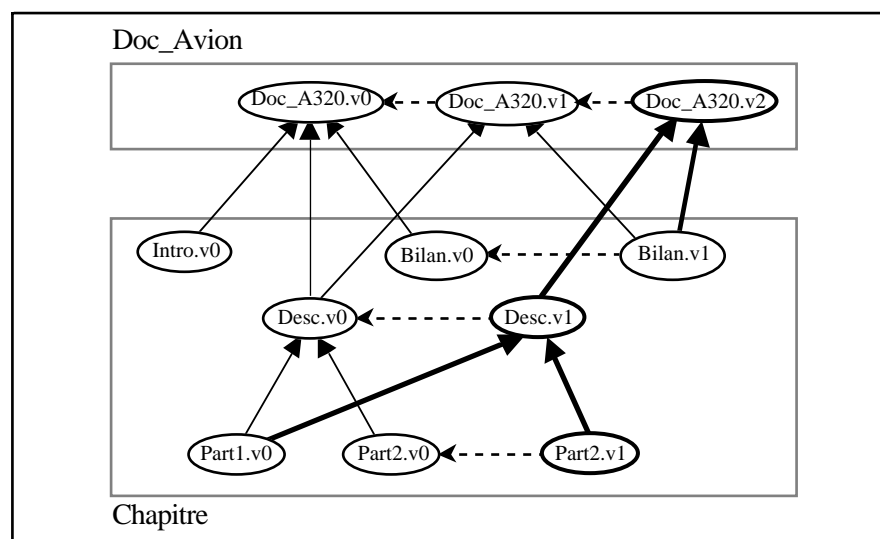 Doc_Avion
Doc_A320.v0
Doc_A320.v1
Doc_A320.v2
Intro.v0
Bilan.v0
Bilan.v1
Desc.v0
Desc.v1
Part1.v0
Part2.v0
Part2.v1
Chapitre